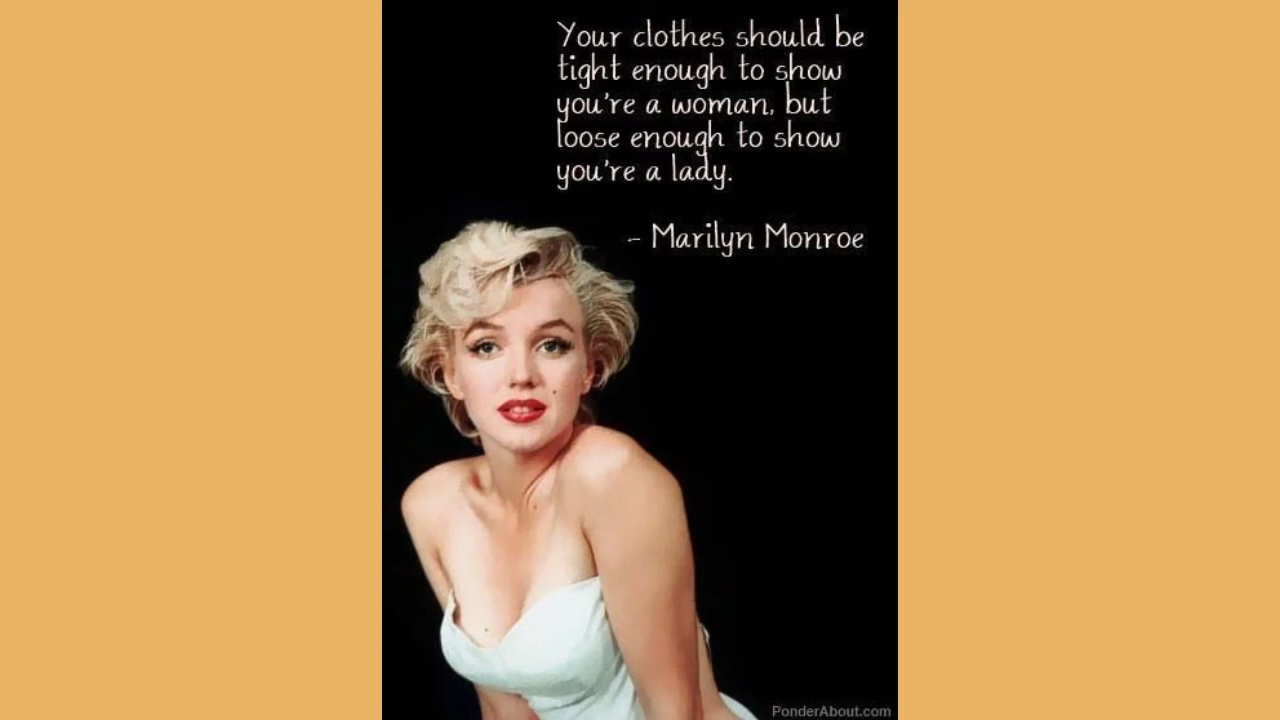 Your clothes should be
tight enough to show
you're a woman, but
loose enough to show
you're a lady.
- Marilyn Monroe
PonderAbout.com